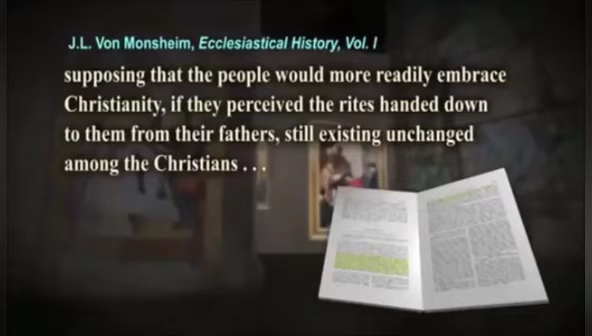 J.L. Von Monsheim, Ecclesiastical History, Vol. I
supposing that the people would more readily embrace
Christianity, if they perceived the rites handed down
to them from their fathers, still existing unchanged
among the Christians . . .